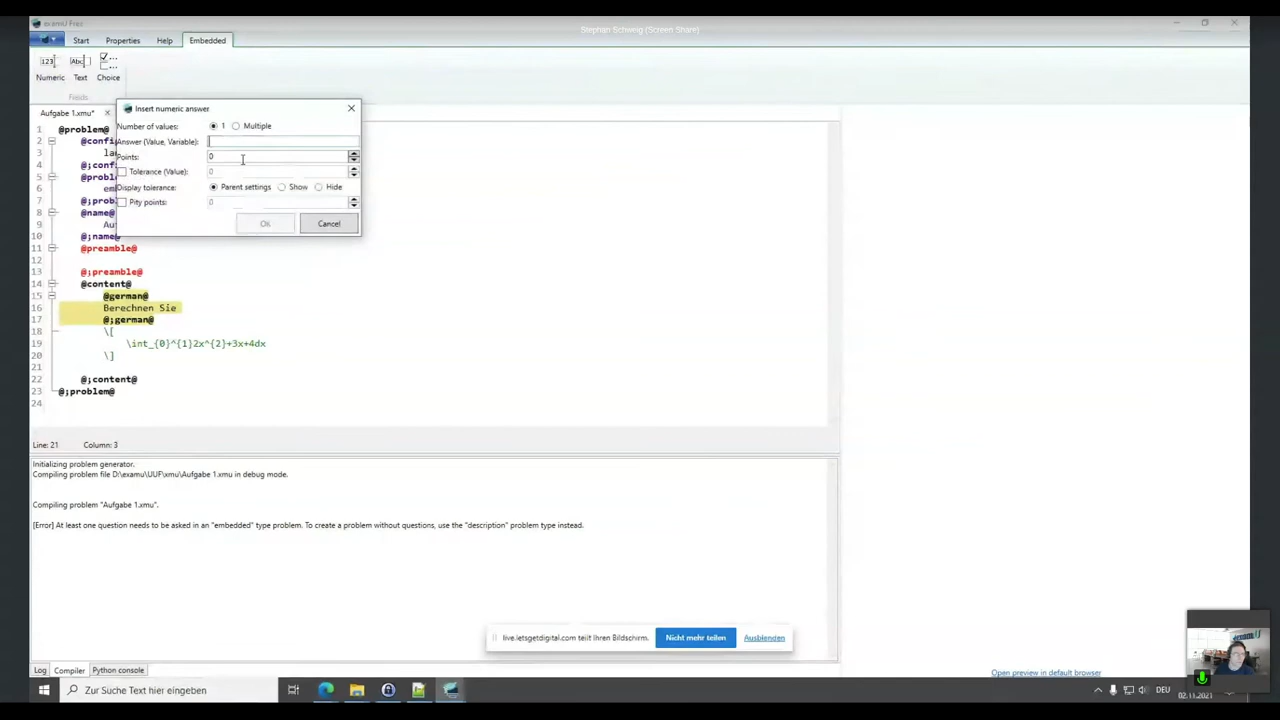 examU Free
Stephan Schweig (Screen Share)
Start Properties Help Embedded
123 Abc
Numeric Text Choice
Fields
Aufgabe 1.xmu*
Insert numeric answer
Number of values: 1 Multiple
Answer (Value, Variable):
Points: 0
Tolerance (Value): 0
Display tolerance: Parent settings Show Hide
Pity points: 0
Ok Cancel
1 @problem@
2 @confi
3 lan
4 @;conf
5 @probl
6 em
7 @;prob
8 @name@
9 Au
10 @;name
11 @preamble@
12
13 @;preamble@
14 @content@
15 @german@
16 Berechnen Sie
17 @;german@
18 \[
19 \int_{0}^{1}2x^{2}+3x+4dx
20 \]
21
22 @;content@
23 @;problem@
24
Line: 21 Column: 3
Initializing problem generator.
Compiling problem file D:\examu\UUF\xmu\Aufgabe 1.xmu in debug mode.
Compiling problem "Aufgabe 1.xmu".
[Error] At least one question needs to be asked in an "embedded" type problem. To create a problem without questions, use the "description" problem type instead.
live.letsgetdigital.com teilt Ihren Bildschirm. Nicht mehr teilen Ausblenden
Log Compiler Python console
Open preview in default browser
Zur Suche Text hier eingeben
DEU
02.11.2021